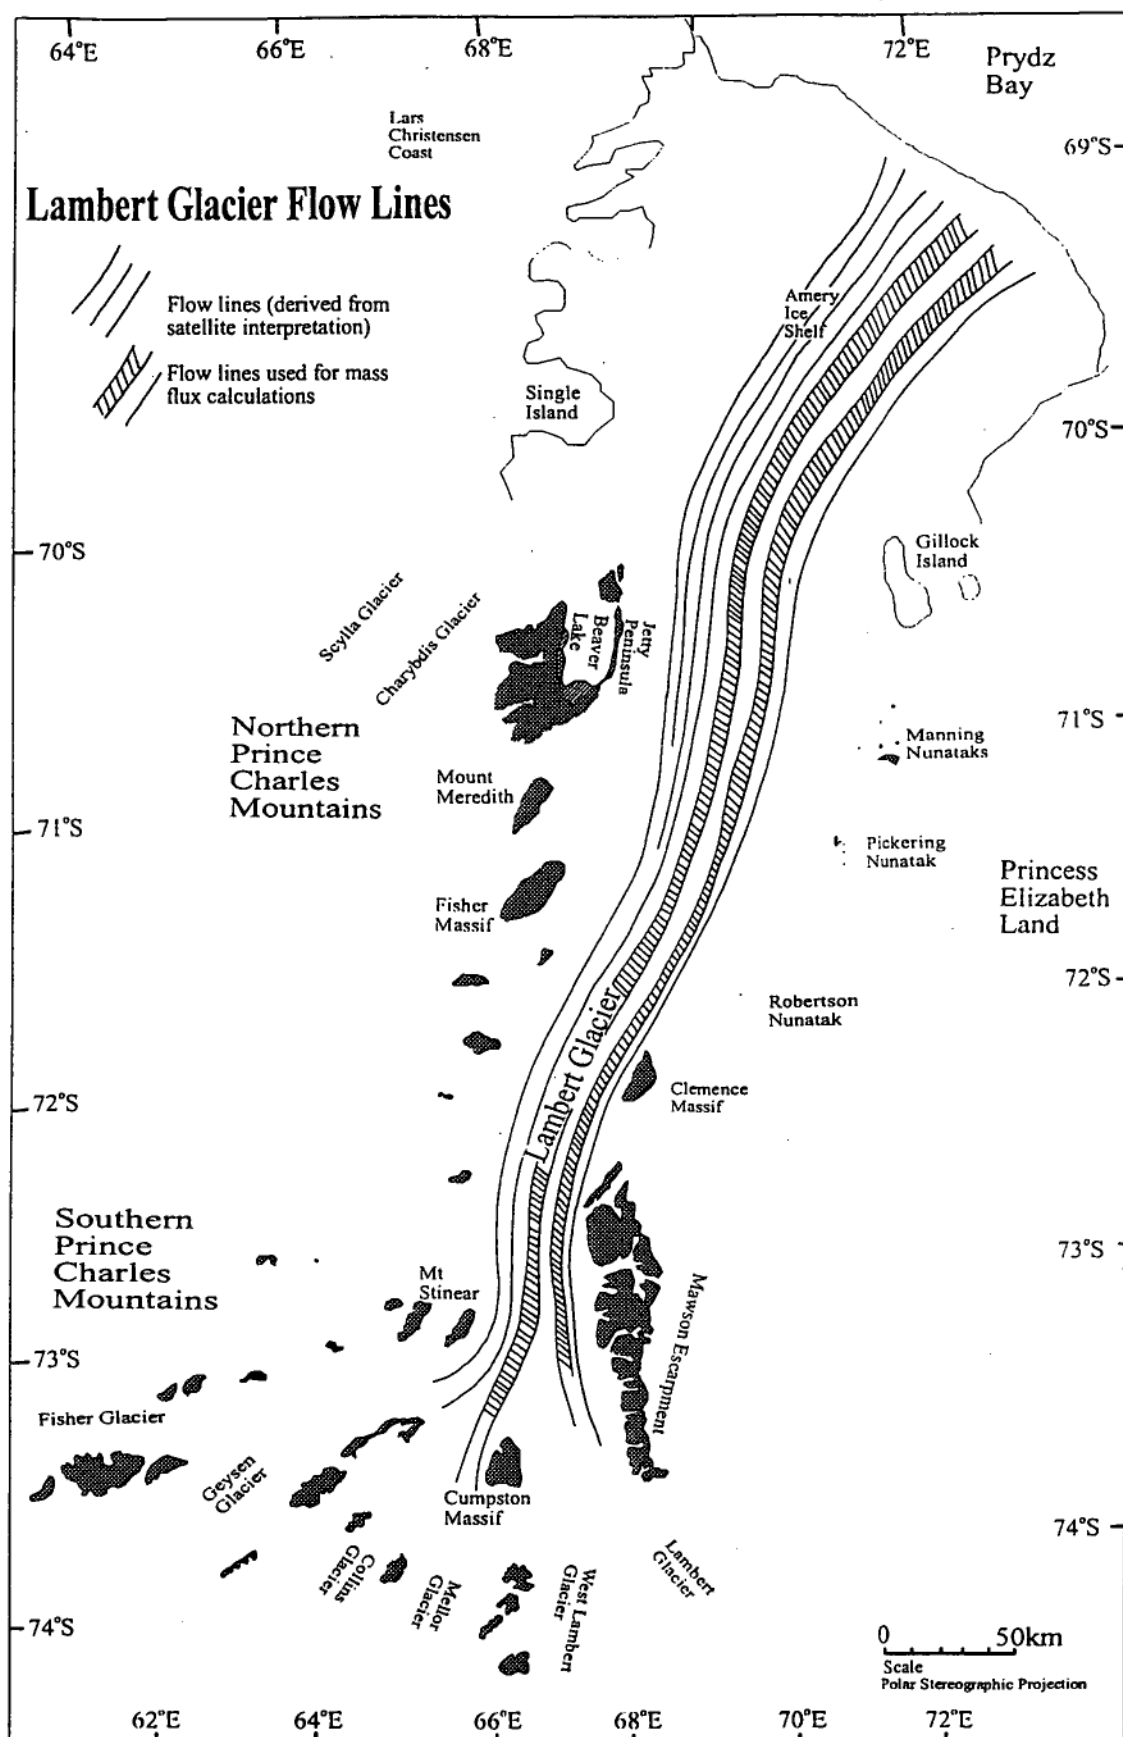 64°E
66°E
68°E
72°E
Prydz
Bay
Lars
Christensen
Coast
69°S
Lambert Glacier Flow Lines
Flow lines (derived from
satellite interpretation)
Flow lines used for mass
flux calculations
Amery
Ice
Shelf
Single
Island
70°S
70°S
Gillock
Island
Scylla Glacier
Charybdis Glacier
Beaver
Lake
Jetty
Peninsula
Northern
Prince
Charles
Mountains
71°S
Manning
Nunataks
Mount
Meredith
71°S
Pickering
Nunatak
Princess
Elizabeth
Land
Fisher
Massif
72°S
Robertson
Nunatak
Lambert Glacier
Clemence
Massif
72°S
Southern
Prince
Charles
Mountains
73°S
Mt
Stinear
Mawson Escarpment
73°S
Fisher Glacier
Geysen
Glacier
Cumpston
Massif
74°S
Collins
Glacier
Mellor
Glacier
West Lambert
Glacier
Lambert
Glacier
74°S
0 50km
Scale
Polar Stereographic Projection
62°E
64°E
66°E
68°E
70°E
72°E